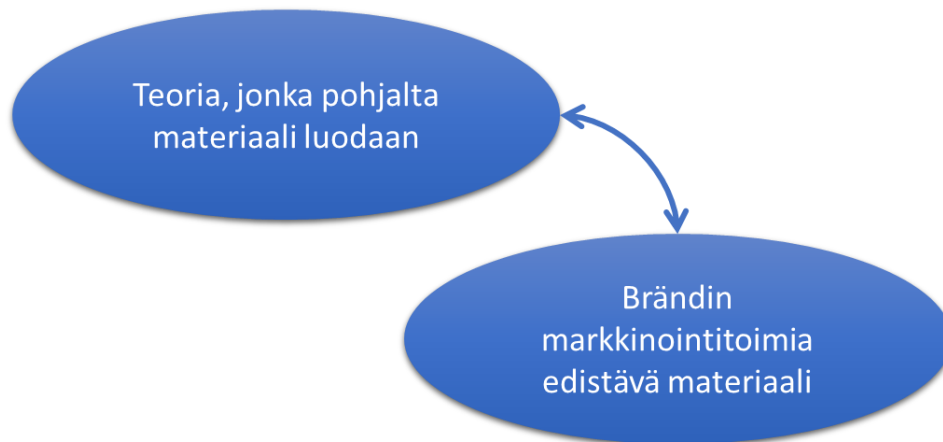 Teoria, jonka pohjalta
materiaali luodaan
Brändin
markkinointitoimia
edistävä materiaali